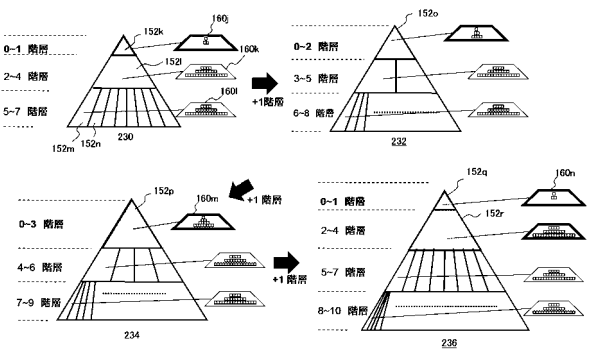 152k
160j
0~1 階層
160k
152l
2~4 階層
160l
5~7 階層
152n
152m
230
+1階層
152o
0~2 階層
3~5 階層
6~8 階層
232
+1 階層
152p
160m
0~3 階層
4~6 階層
7~9 階層
234
+1 階層
152q
160n
0~1 階層
152r
2~4 階層
5~7 階層
8~10 階層
236